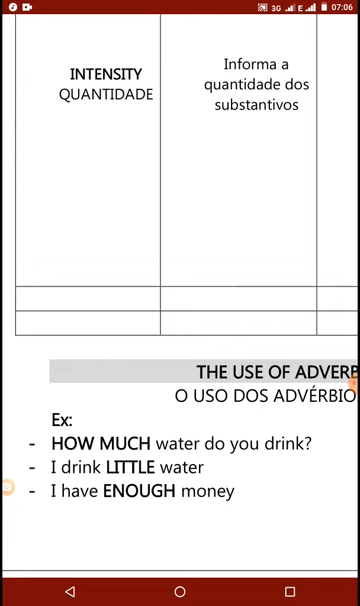 3G E 07:06
INTENSITY
QUANTIDADE
Informa a
quantidade dos
substantivos
THE USE OF ADVERB
O USO DOS ADVÉRBIO
Ex:
- HOW MUCH water do you drink?
- I drink LITTLE water
- I have ENOUGH money